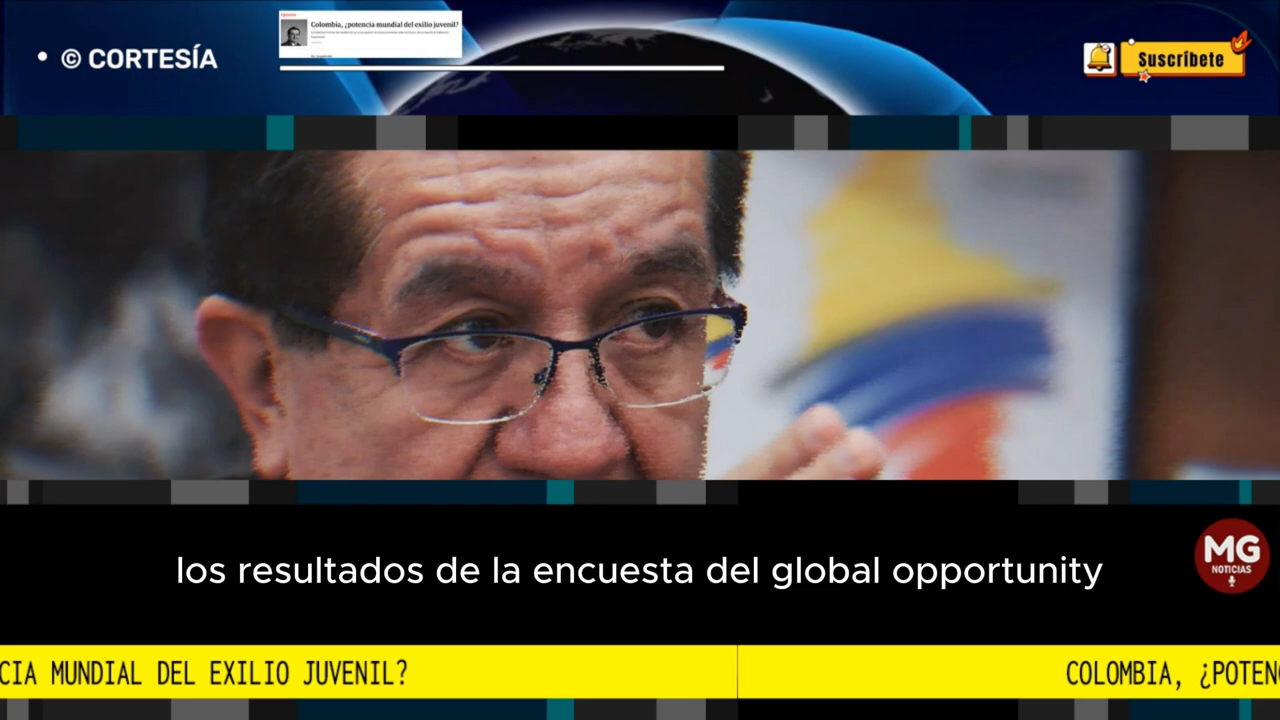 • © CORTESÍA
Colombia, ¿potencia mundial del exilio juvenil?
Suscríbete
los resultados de la encuesta del global opportunity
MG
NOTICIAS
CIA MUNDIAL DEL EXILIO JUVENIL?
COLOMBIA, ¿POTEN